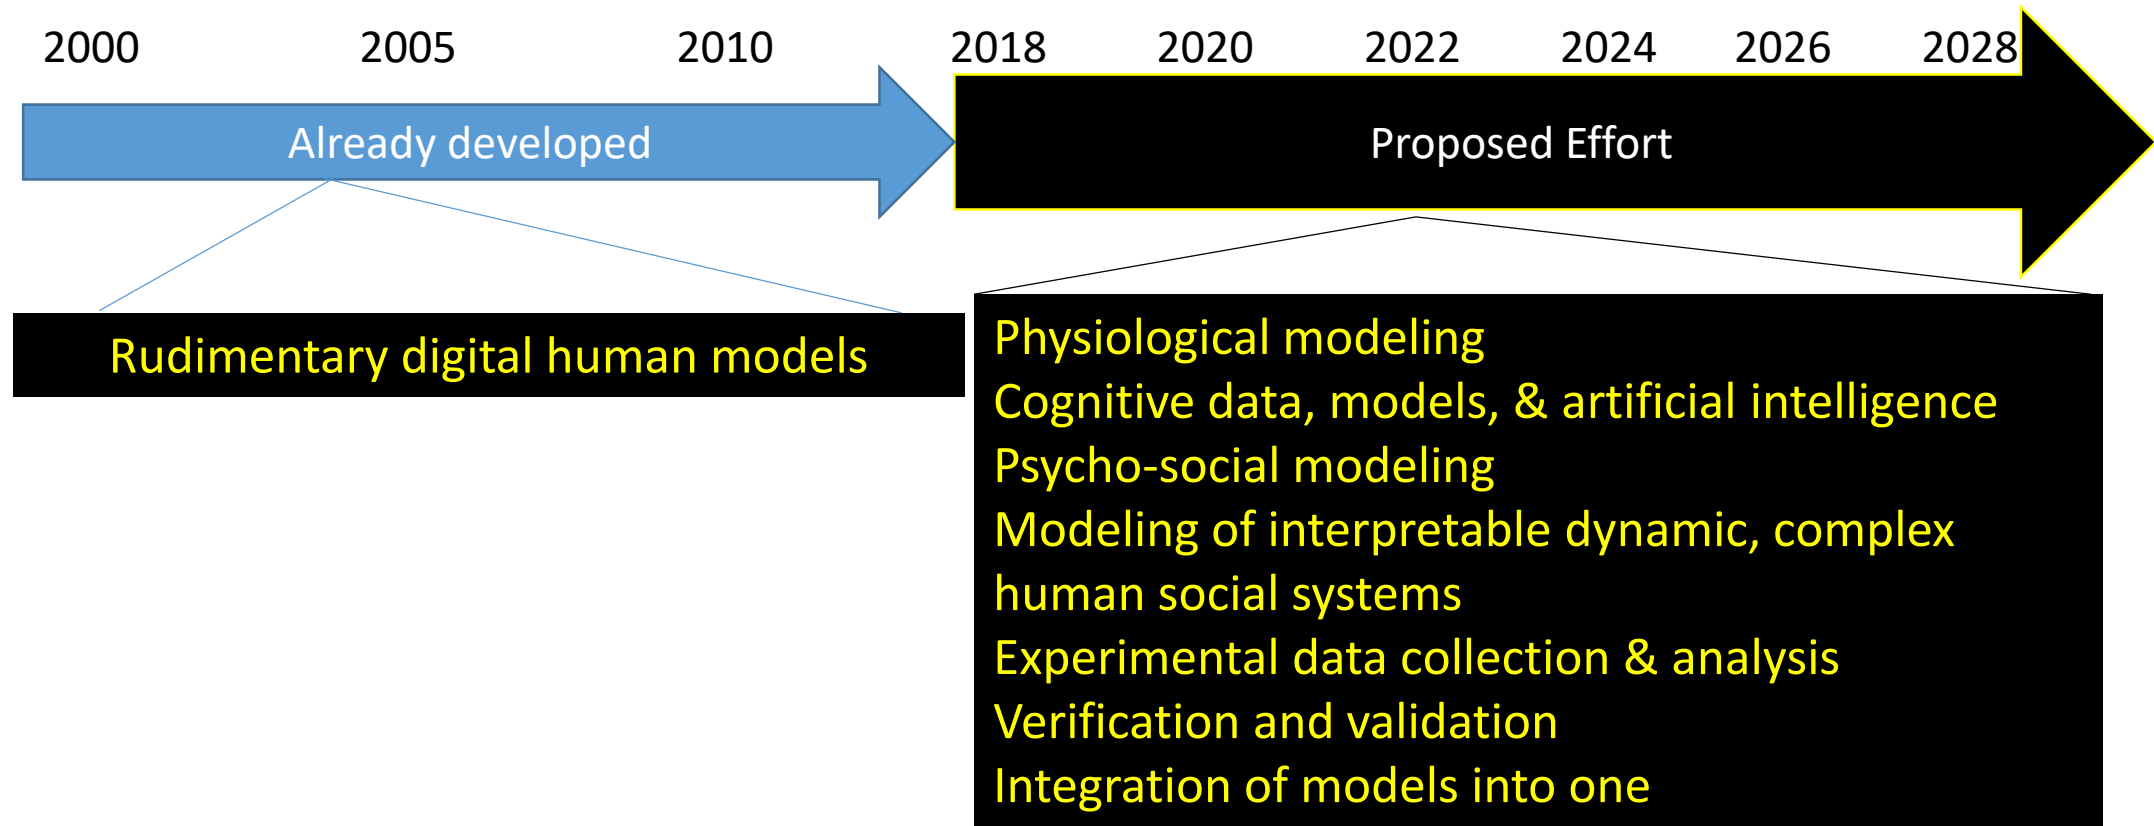 2000 2005 2010 2018 2020 2022 2024 2026 2028
Already developed
Proposed Effort
Rudimentary digital human models
Physiological modeling
Cognitive data, models, & artificial intelligence
Psycho-social modeling
Modeling of interpretable dynamic, complex
human social systems
Experimental data collection & analysis
Verification and validation
Integration of models into one